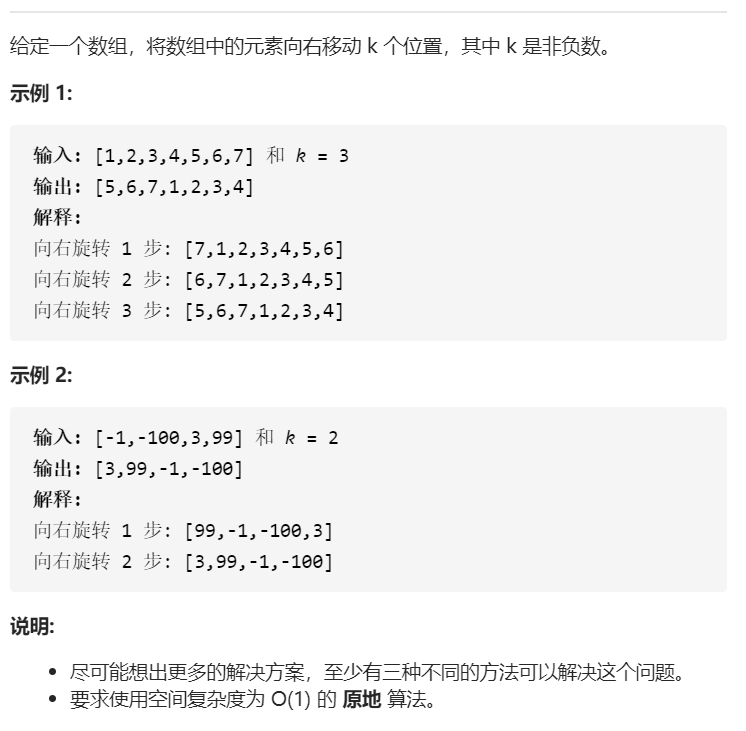 给定一个数组，将数组中的元素向右移动 k 个位置，其中 k 是非负数。
示例 1:
输入: [1,2,3,4,5,6,7] 和 k = 3
输出: [5,6,7,1,2,3,4]
解释:
向右旋转 1 步: [7,1,2,3,4,5,6]
向右旋转 2 步: [6,7,1,2,3,4,5]
向右旋转 3 步: [5,6,7,1,2,3,4]
示例 2:
输入: [-1,-100,3,99] 和 k = 2
输出: [3,99,-1,-100]
解释:
向右旋转 1 步: [99,-1,-100,3]
向右旋转 2 步: [3,99,-1,-100]
说明:
• 尽可能想出更多的解决方案，至少有三种不同的方法可以解决这个问题。
• 要求使用空间复杂度为 O(1) 的 原地 算法。